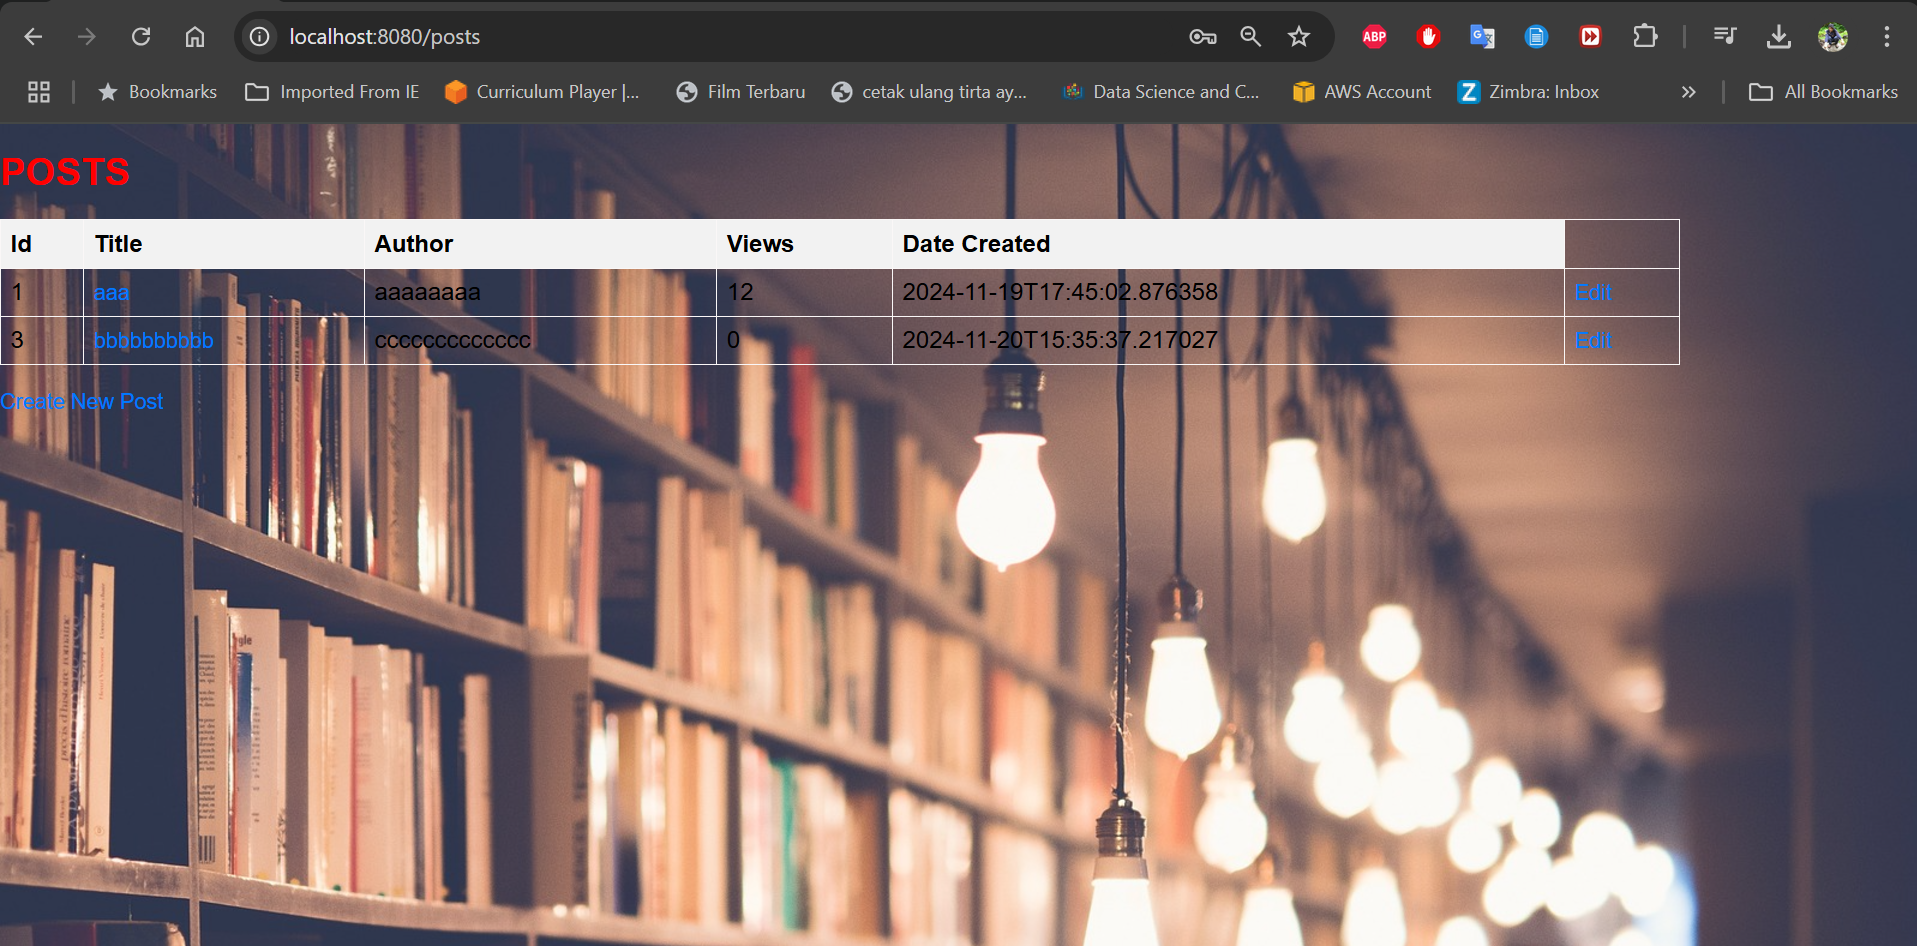 localhost:8080/posts
ABP
Bookmarks Imported From IE Curriculum Player |... Film Terbaru cetak ulang tirta ay... Data Science and C... AWS Account Z Zimbra: Inbox » All Bookmarks
POSTS
Id Title Author Views Date Created
1 aaa aaaaaaaaa 12 2024-11-19T17:45:02.876358 Edit
3 bbbbbbbbbb ccccccccccccc 0 2024-11-20T15:35:37.217027 Edit
Create New Post